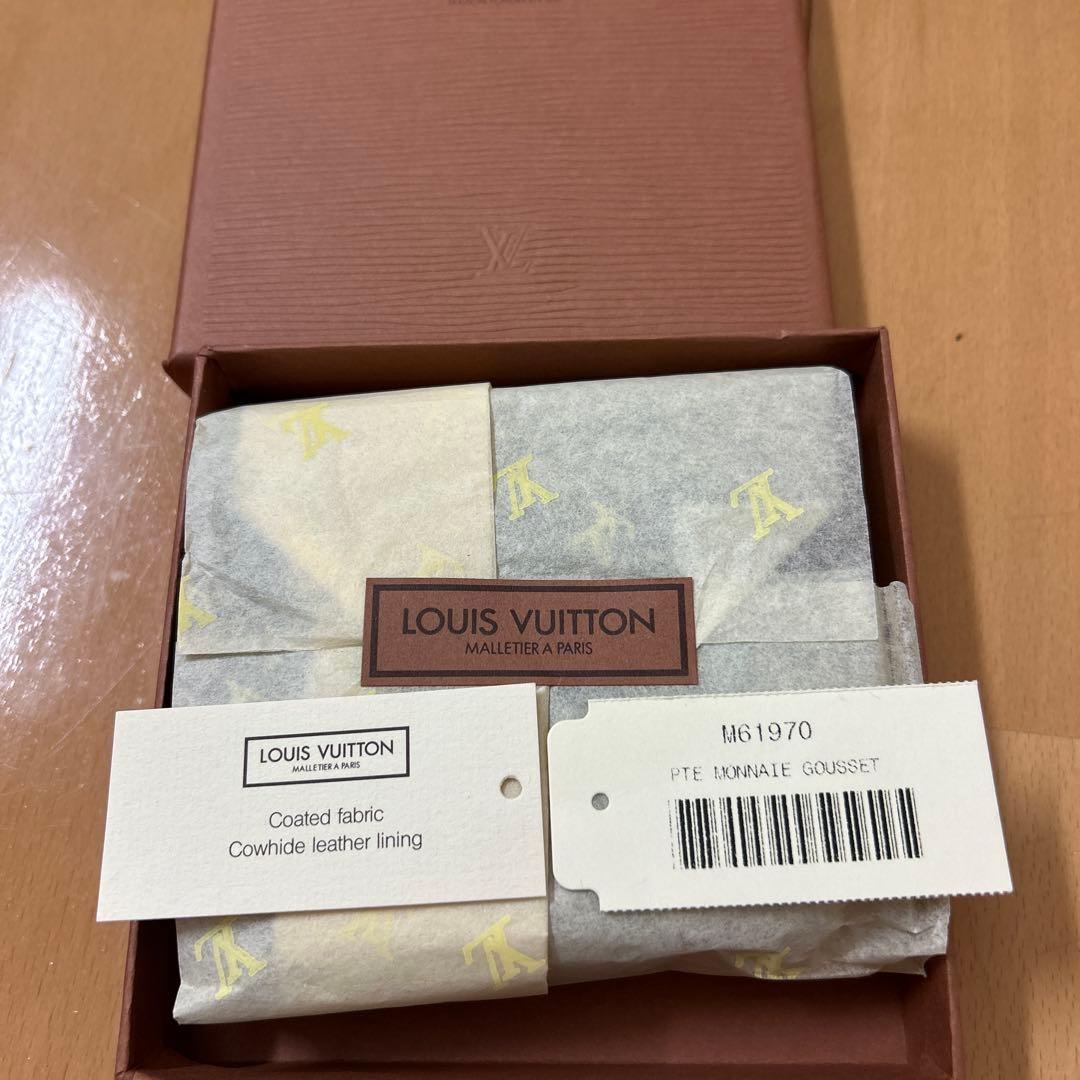 LOUIS VUITTON
MALLETIER A PARIS
LOUIS VUITTON
MALLETIER A PARIS
Coated fabric
Cowhide leather lining
M61970
PTE MONNAIE GOUSSET